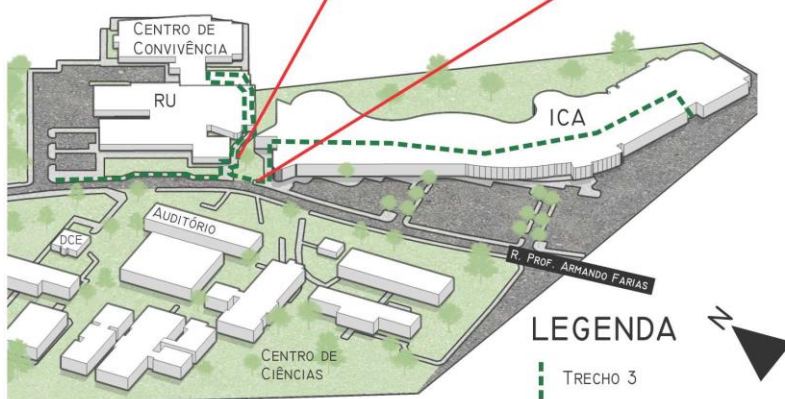 CENTRO DE
CONVIVÊNCIA
RU
ICA
AUDITÓRIO
DCE
R. PROF. ARMANDO FARIAS
LEGENDA
N
CENTRO DE
CIÊNCIAS
TRECHO 3